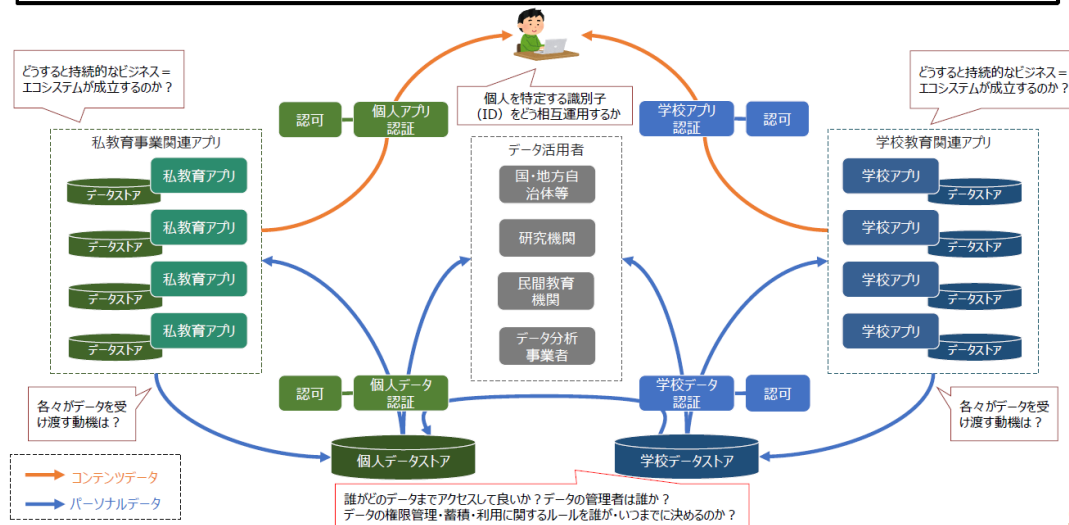 どうすると持続的なビジネス＝
エコシステムが成立するのか？
個人を特定する識別子
（ID）をどう相互運用するか
どうすると持続的なビジネス＝
エコシステムが成立するのか？
認可
個人アプリ
認証
学校アプリ
認証
認可
私教育事業関連アプリ
私教育アプリ
データストア
私教育アプリ
データストア
私教育アプリ
データストア
私教育アプリ
データストア
データ活用者
国・地方自
治体等
研究機関
民間教育
機関
データ分析
事業者
学校教育関連アプリ
学校アプリ
データストア
学校アプリ
データストア
学校アプリ
データストア
学校アプリ
データストア
認可
個人データ
認証
学校データ
認証
認可
各々がデータを受
け渡す動機は？
各々がデータを受
け渡す動機は？
個人データストア
学校データストア
コンテンツデータ
パーソナルデータ
誰がどのデータまでアクセスして良いか？データの管理者は誰か？
データの権限管理・蓄積・利用に関するルールを誰が・いつまでに決めるのか？